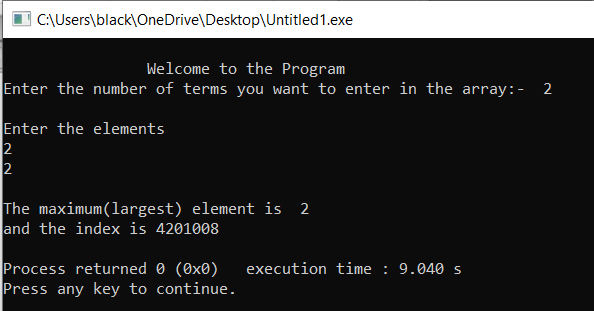 C:\Users\black\OneDrive\Desktop\Untitled1.exe
Welcome to the Program
Enter the number of terms you want to enter in the array:-  2
Enter the elements
2
2
The maximum(largest) element is  2
and the index is 4201008
Process returned 0 (0x0)   execution time : 9.040 s
Press any key to continue.